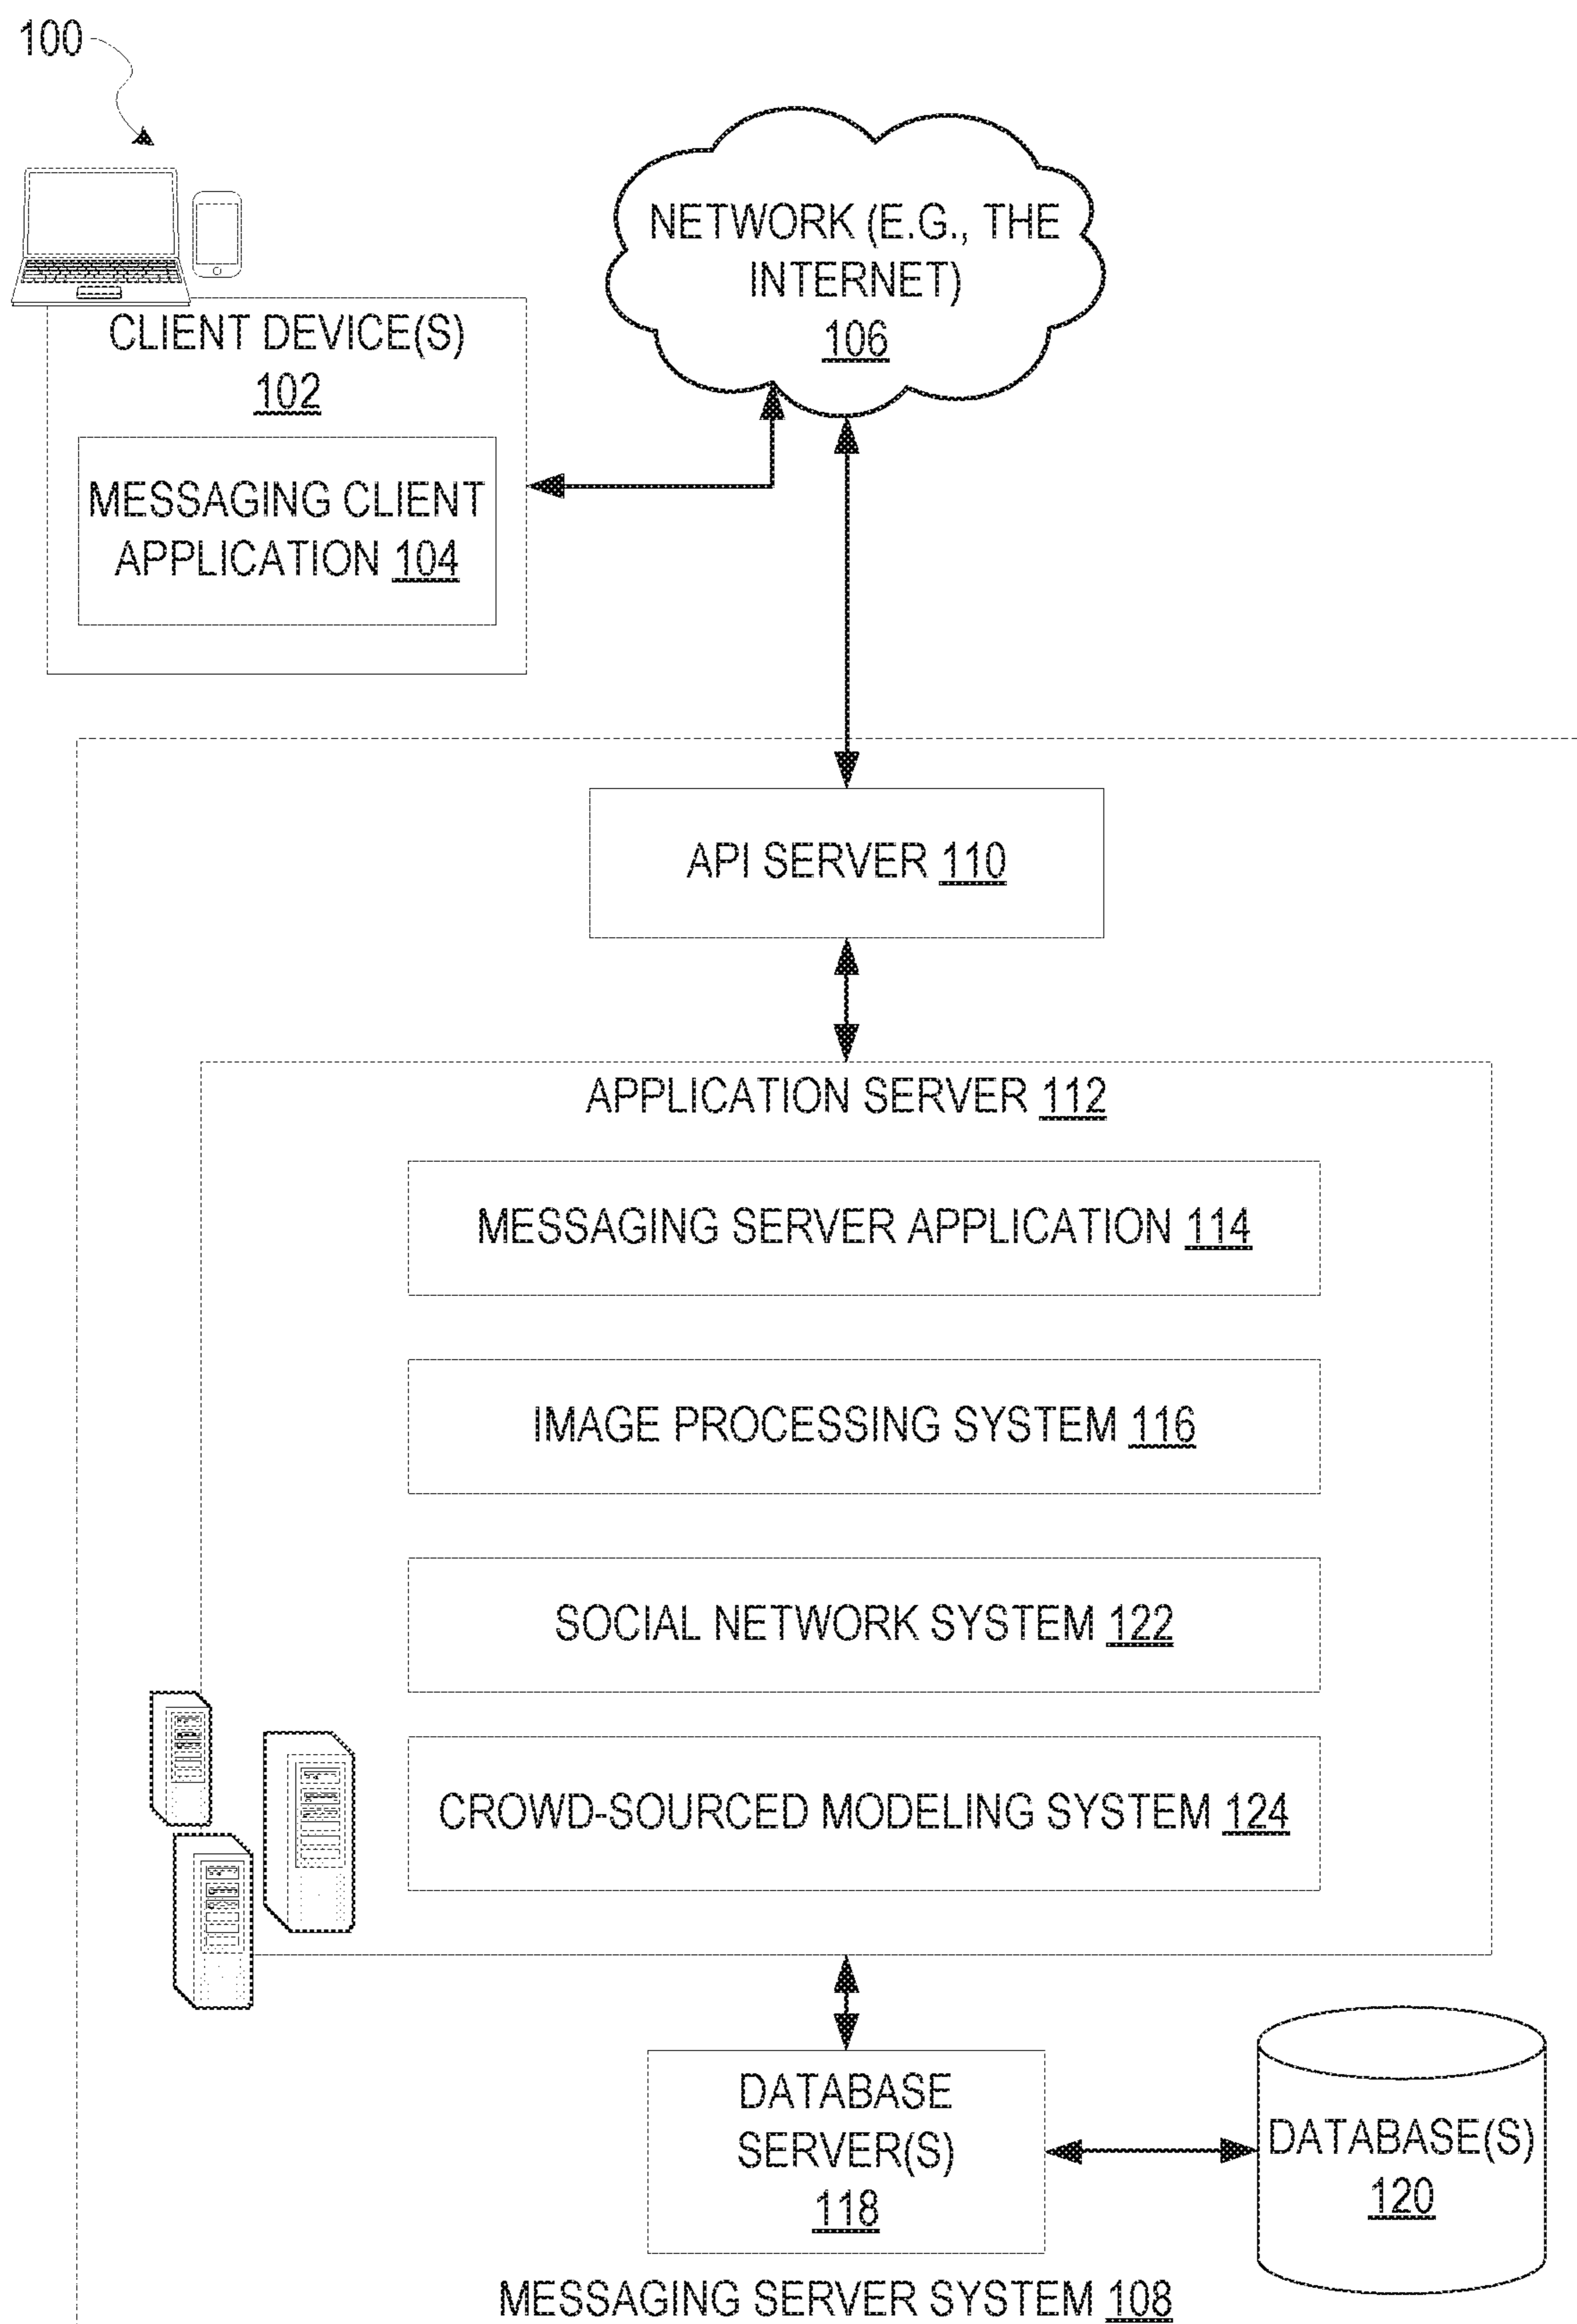 100
NETWORK (E.G., THE
INTERNET)
106
CLIENT DEVICE(S)
102
MESSAGING CLIENT
APPLICATION 104
API SERVER 110
APPLICATION SERVER 112
MESSAGING SERVER APPLICATION 114
IMAGE PROCESSING SYSTEM 116
SOCIAL NETWORK SYSTEM 122
CROWD-SOURCED MODELING SYSTEM 124
DATABASE
SERVER(S)
118
DATABASE(S)
120
MESSAGING SERVER SYSTEM 108